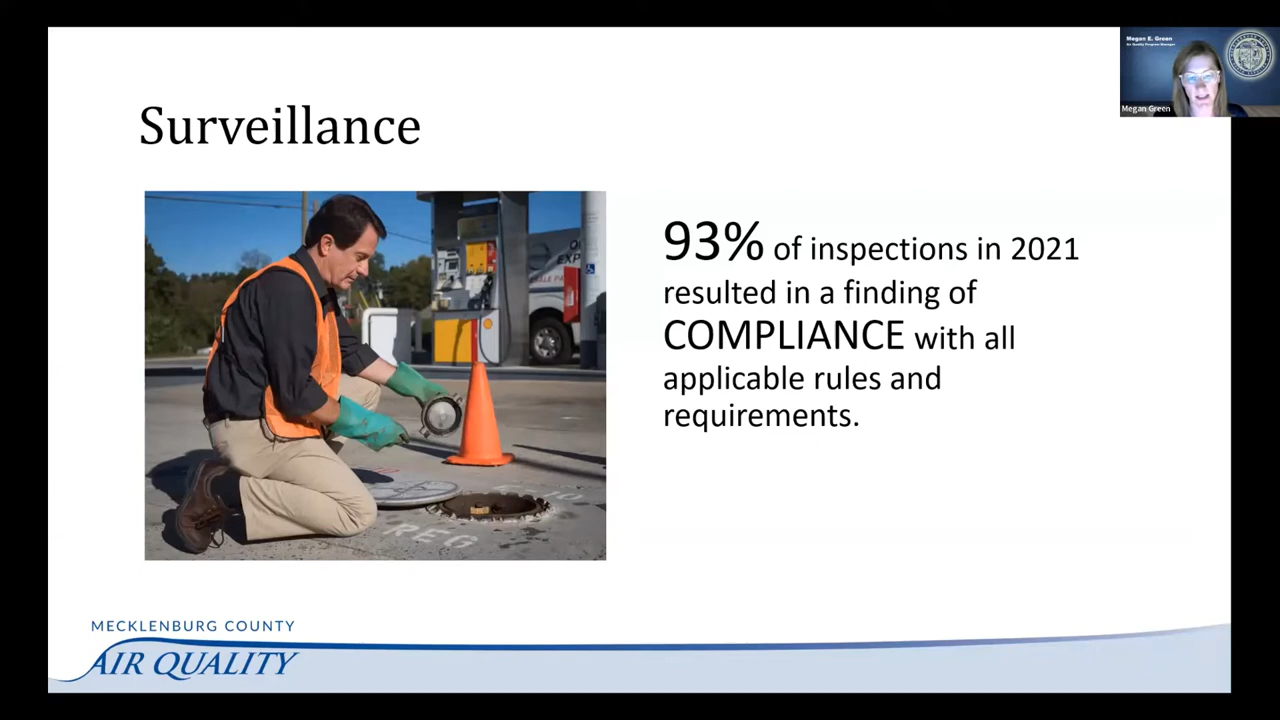 Megan E. Green
Air Quality Program Manager
Megan Green
Surveillance
93% of inspections in 2021
resulted in a finding of
COMPLIANCE with all
applicable rules and
requirements.
REG
MECKLENBURG COUNTY
AIR QUALITY